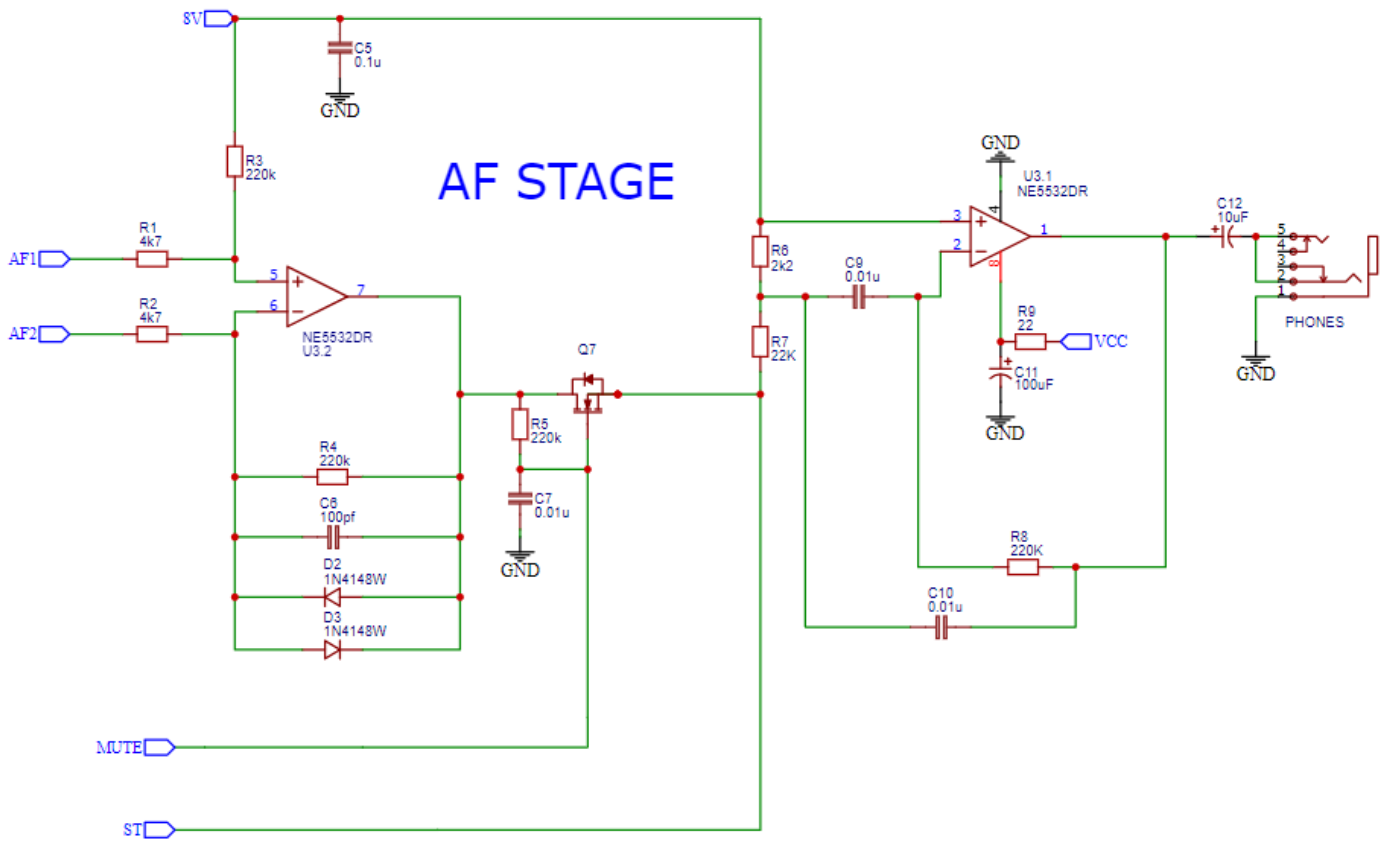 8V
C5
0.1u
GND
R3
220k
AF STAGE
GND
U3.1
NE5532DR
4
3
2
1
8
C12
10uF
5
4
3
2
1
PHONES
GND
R1
4k7
AF1
R2
4k7
AF2
5
6
7
NE5532DR
U3.2
R6
2k2
C9
0.01u
R7
22K
R9
22
VCC
C11
100uF
GND
Q7
R5
220k
C7
0.01u
GND
R4
220k
C6
100pf
D2
1N4148W
D3
1N4148W
R8
220K
C10
0.01u
MUTE
ST